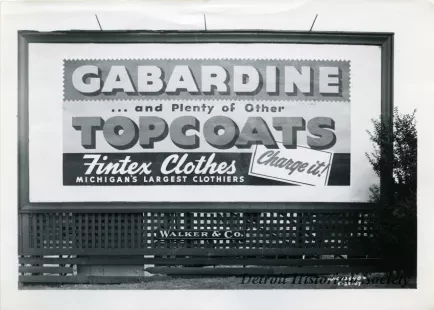 GABARDINE
... and Plenty of Other
TOPCOATS
Fintex Clothes
Charge it!
MICHIGAN'S LARGEST CLOTHIERS
WALKER & CO.
Detroit Historical Society